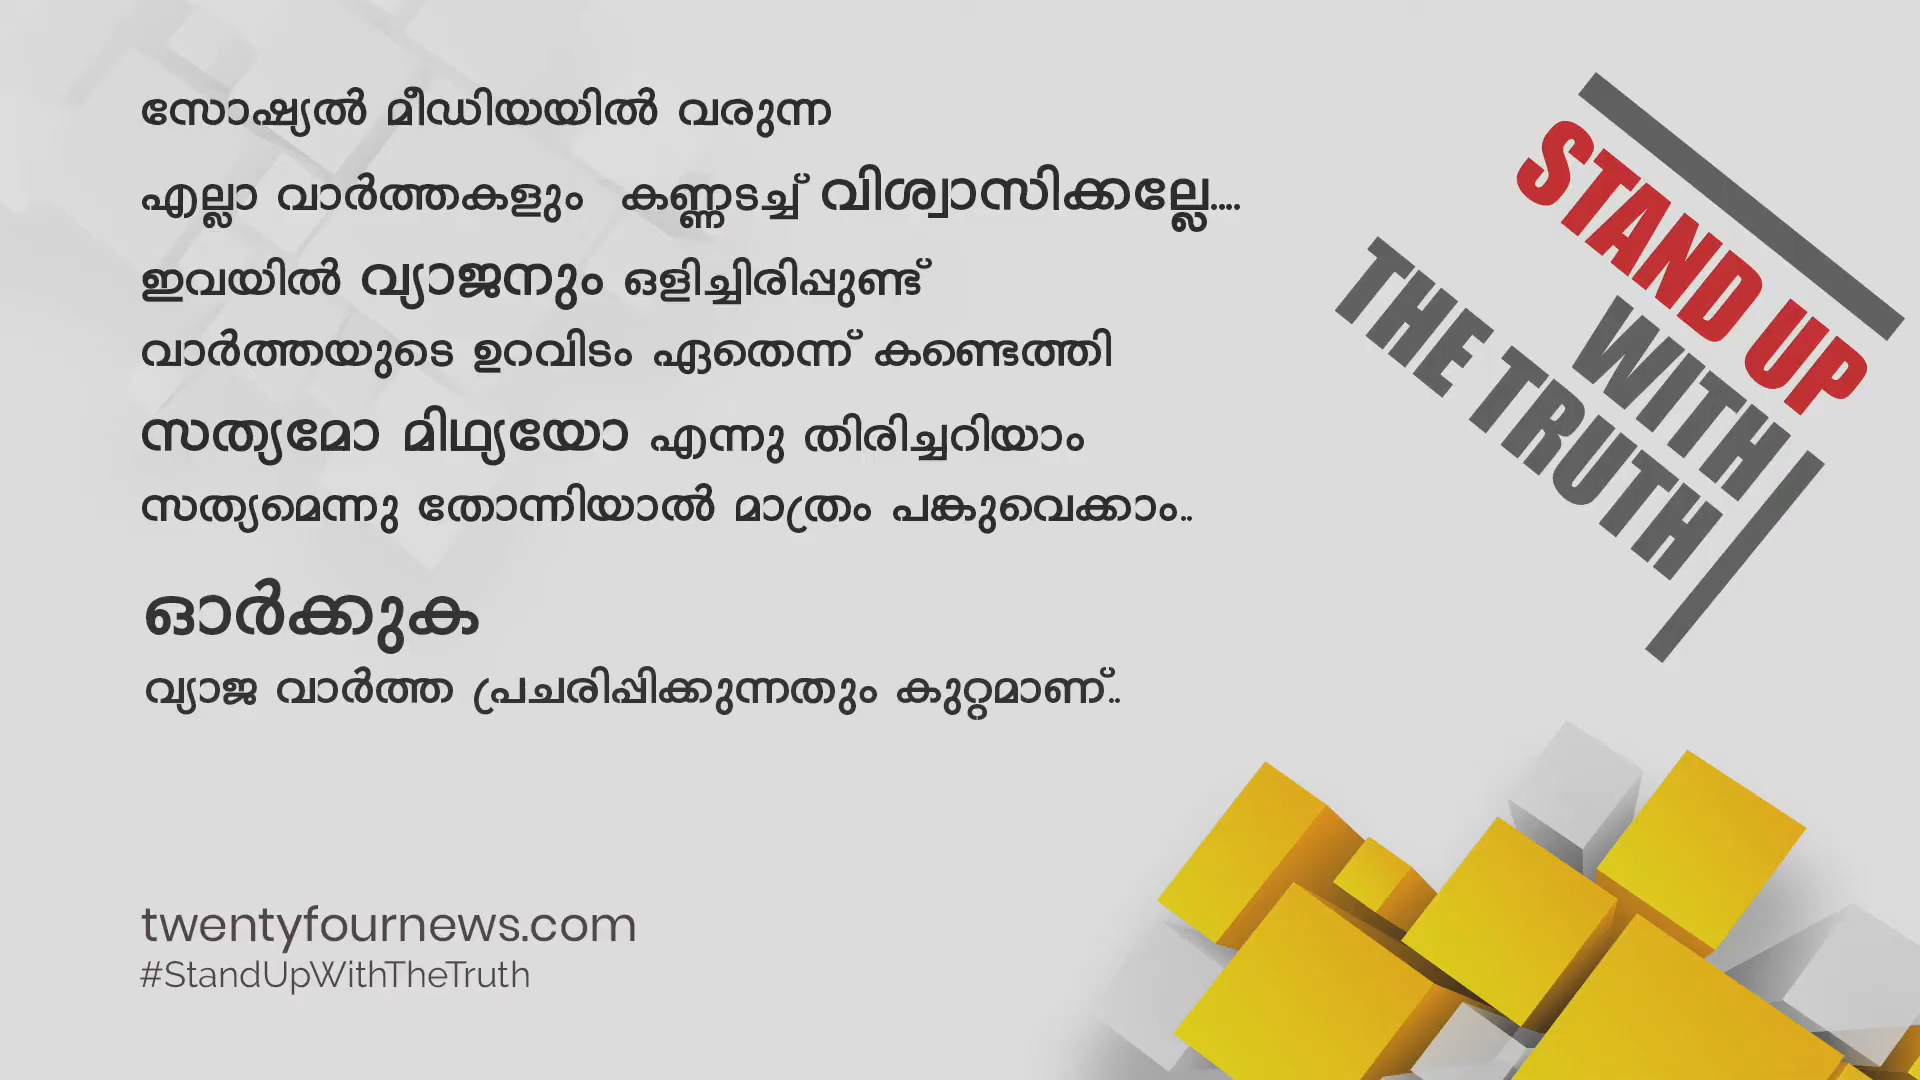 സോഷ്യൽ മീഡിയയിൽ വരുന്ന
എല്ലാ വാർത്തകളും കണ്ണടച്ച് വിശ്വാസിക്കല്ലേ....
ഇവയിൽ വ്യാജനും ഒളിച്ചിരിപ്പുണ്ട്
വാർത്തയുടെ ഉറവിടം ഏതെന്ന് കണ്ടെത്തി
സത്യമോ മിഥ്യയോ എന്നു തിരിച്ചറിയാം
സത്യമെന്നു തോന്നിയാൽ മാത്രം പങ്കുവെക്കാം..
ഓർക്കുക
വ്യാജ വാർത്ത പ്രചരിപ്പിക്കുന്നതും കുറ്റമാണ്..
twentyfournews.com
#StandUpWithTheTruth
STAND UP
WITH
THE TRUTH